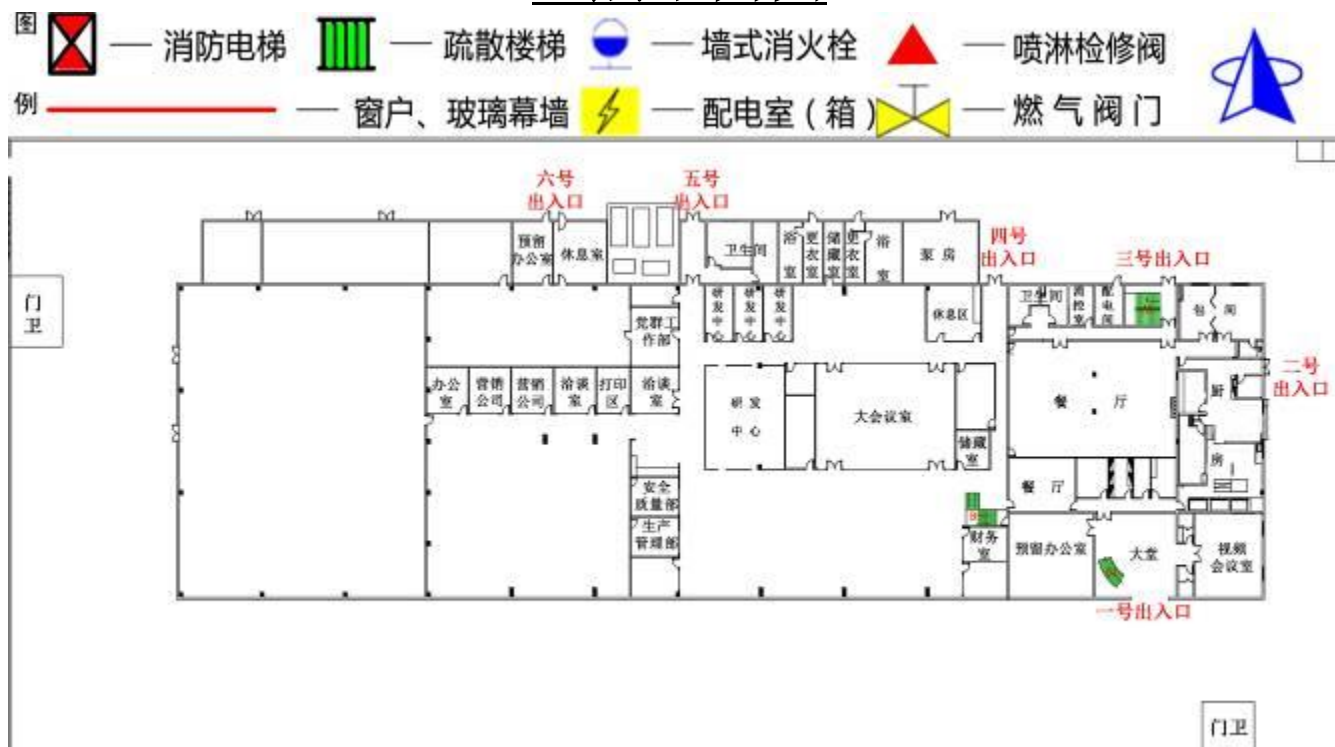 图
消防电梯
疏散楼梯
墙式消火栓
喷淋检修阀
例
窗户、玻璃幕墙
配电室（箱）
燃气阀门
六号
出入口
五号
出入口
四号
出入口
三号出入口
二号
出入口
一号出入口
门
卫
预留
办公室
休息室
卫生间
浴
室
更
衣
室
储
藏
室
更
衣
室
浴
室
泵房
研
发
中
心
研
发
中
心
研
发
中
心
休息区
卫生间
消
控
室
配
电
间
包间
党群工
作部
办公
室
营销
公司
营销
公司
洽谈
室
打印
区
洽谈
室
研发
中心
大会议室
储藏
室
餐厅
厨
房
餐厅
安全
质量部
生产
管理部
财务
室
预留办公室
大堂
视频
会议室
门卫